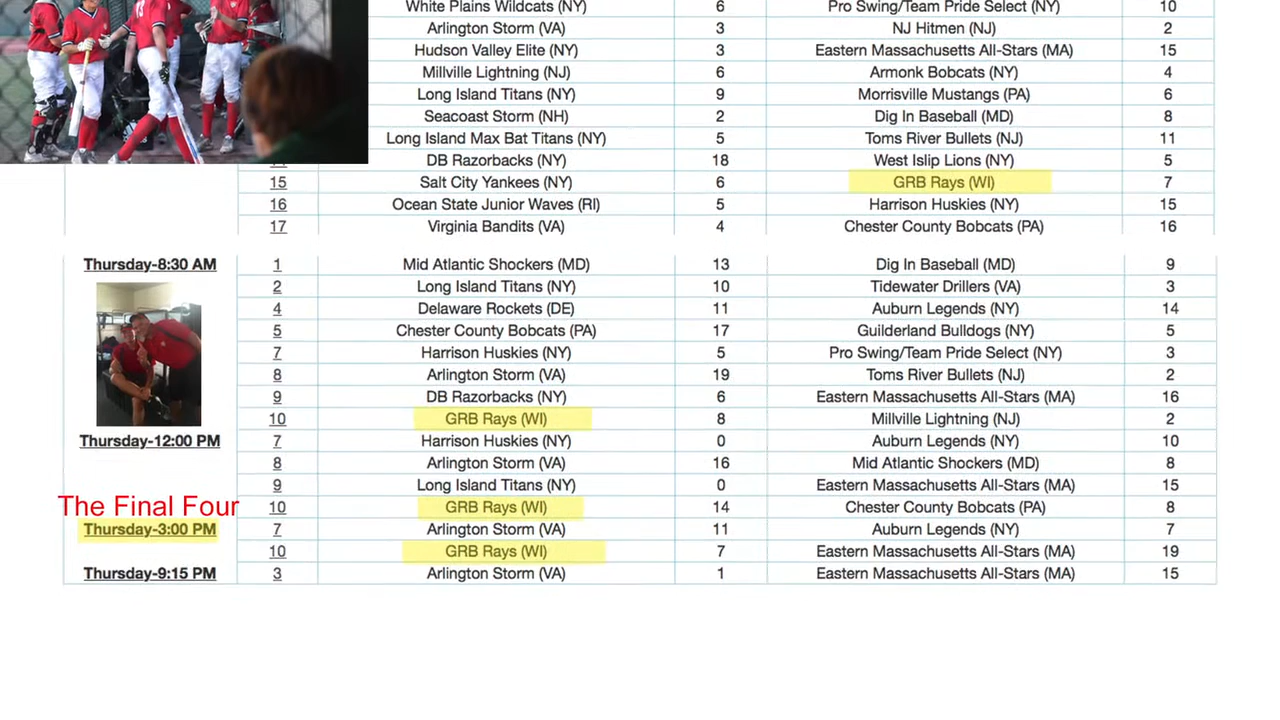 White Plains Wildcats (NY) 6 Pro Swing/Team Pride Select (NY) 10
Arlington Storm (VA) 3 NJ Hitmen (NJ) 2
Hudson Valley Elite (NY) 3 Eastern Massachusetts All-Stars (MA) 15
Millville Lightning (NJ) 6 Armonk Bobcats (NY) 4
Long Island Titans (NY) 9 Morrisville Mustangs (PA) 6
Seacoast Storm (NH) 2 Dig In Baseball (MD) 8
Long Island Max Bat Titans (NY) 5 Toms River Bullets (NJ) 11
DB Razorbacks (NY) 18 West Islip Lions (NY) 5
15 Salt City Yankees (NY) 6 GRB Rays (WI) 7
16 Ocean State Junior Waves (RI) 5 Harrison Huskies (NY) 15
17 Virginia Bandits (VA) 4 Chester County Bobcats (PA) 16
Thursday-8:30 AM 1 Mid Atlantic Shockers (MD) 13 Dig In Baseball (MD) 9
2 Long Island Titans (NY) 10 Tidewater Drillers (VA) 3
4 Delaware Rockets (DE) 11 Auburn Legends (NY) 14
5 Chester County Bobcats (PA) 17 Guilderland Bulldogs (NY) 5
7 Harrison Huskies (NY) 5 Pro Swing/Team Pride Select (NY) 3
8 Arlington Storm (VA) 19 Toms River Bullets (NJ) 2
9 DB Razorbacks (NY) 6 Eastern Massachusetts All-Stars (MA) 16
10 GRB Rays (WI) 8 Millville Lightning (NJ) 2
Thursday-12:00 PM 7 Harrison Huskies (NY) 0 Auburn Legends (NY) 10
8 Arlington Storm (VA) 16 Mid Atlantic Shockers (MD) 8
9 Long Island Titans (NY) 0 Eastern Massachusetts All-Stars (MA) 15
The Final Four 10 GRB Rays (WI) 14 Chester County Bobcats (PA) 8
Thursday-3:00 PM 7 Arlington Storm (VA) 11 Auburn Legends (NY) 7
10 GRB Rays (WI) 7 Eastern Massachusetts All-Stars (MA) 19
Thursday-9:15 PM 3 Arlington Storm (VA) 1 Eastern Massachusetts All-Stars (MA) 15